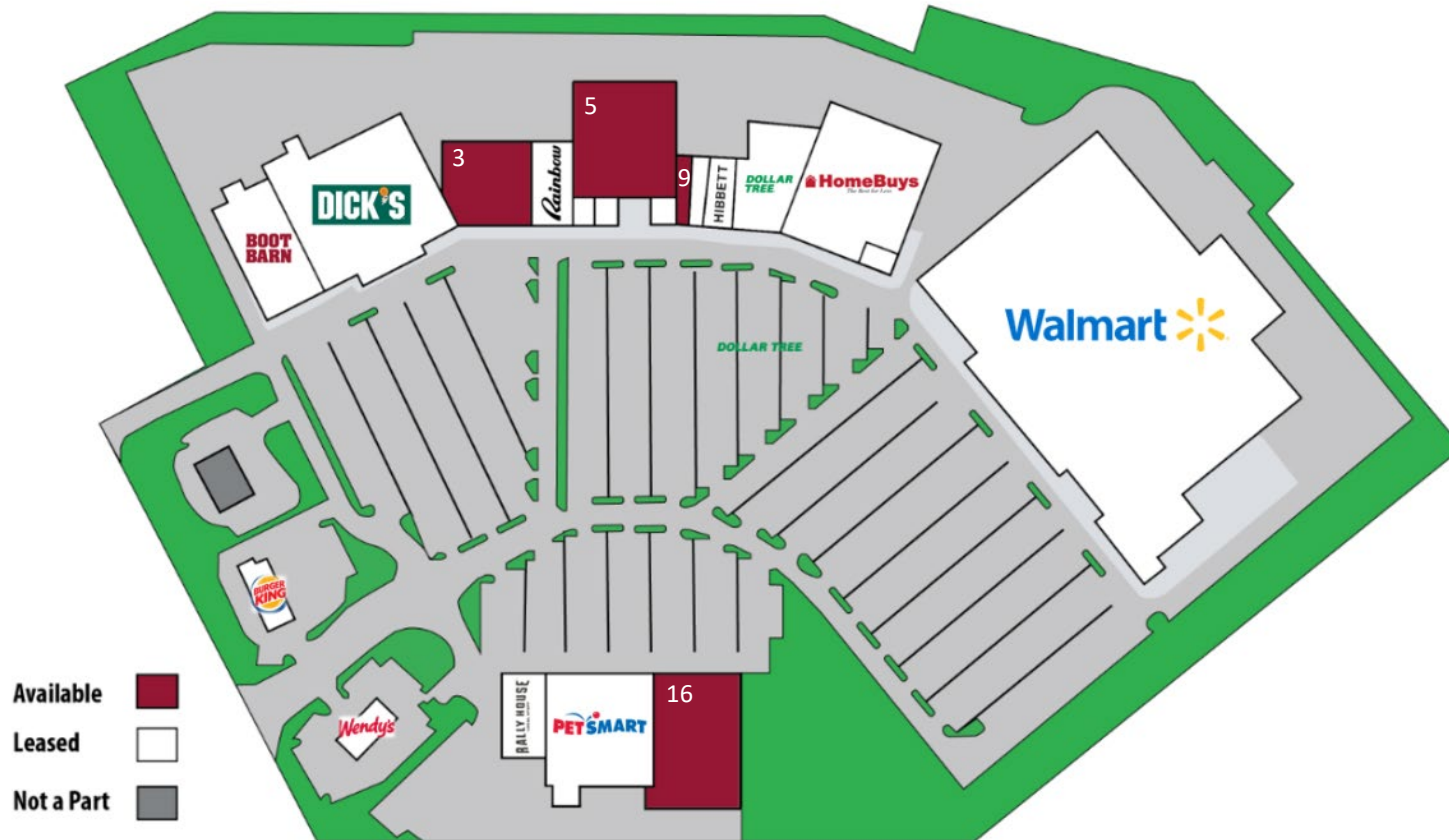 5
3
Rainbow
9
HIBBETT
DOLLAR
TREE
HomeBuys
DICK'S
BOOT
BARN
Walmart
DOLLAR TREE
BURGER
KING
Available
Leased
Not a Part
Wendy's
RALLY HOUSE
PETSMART
16